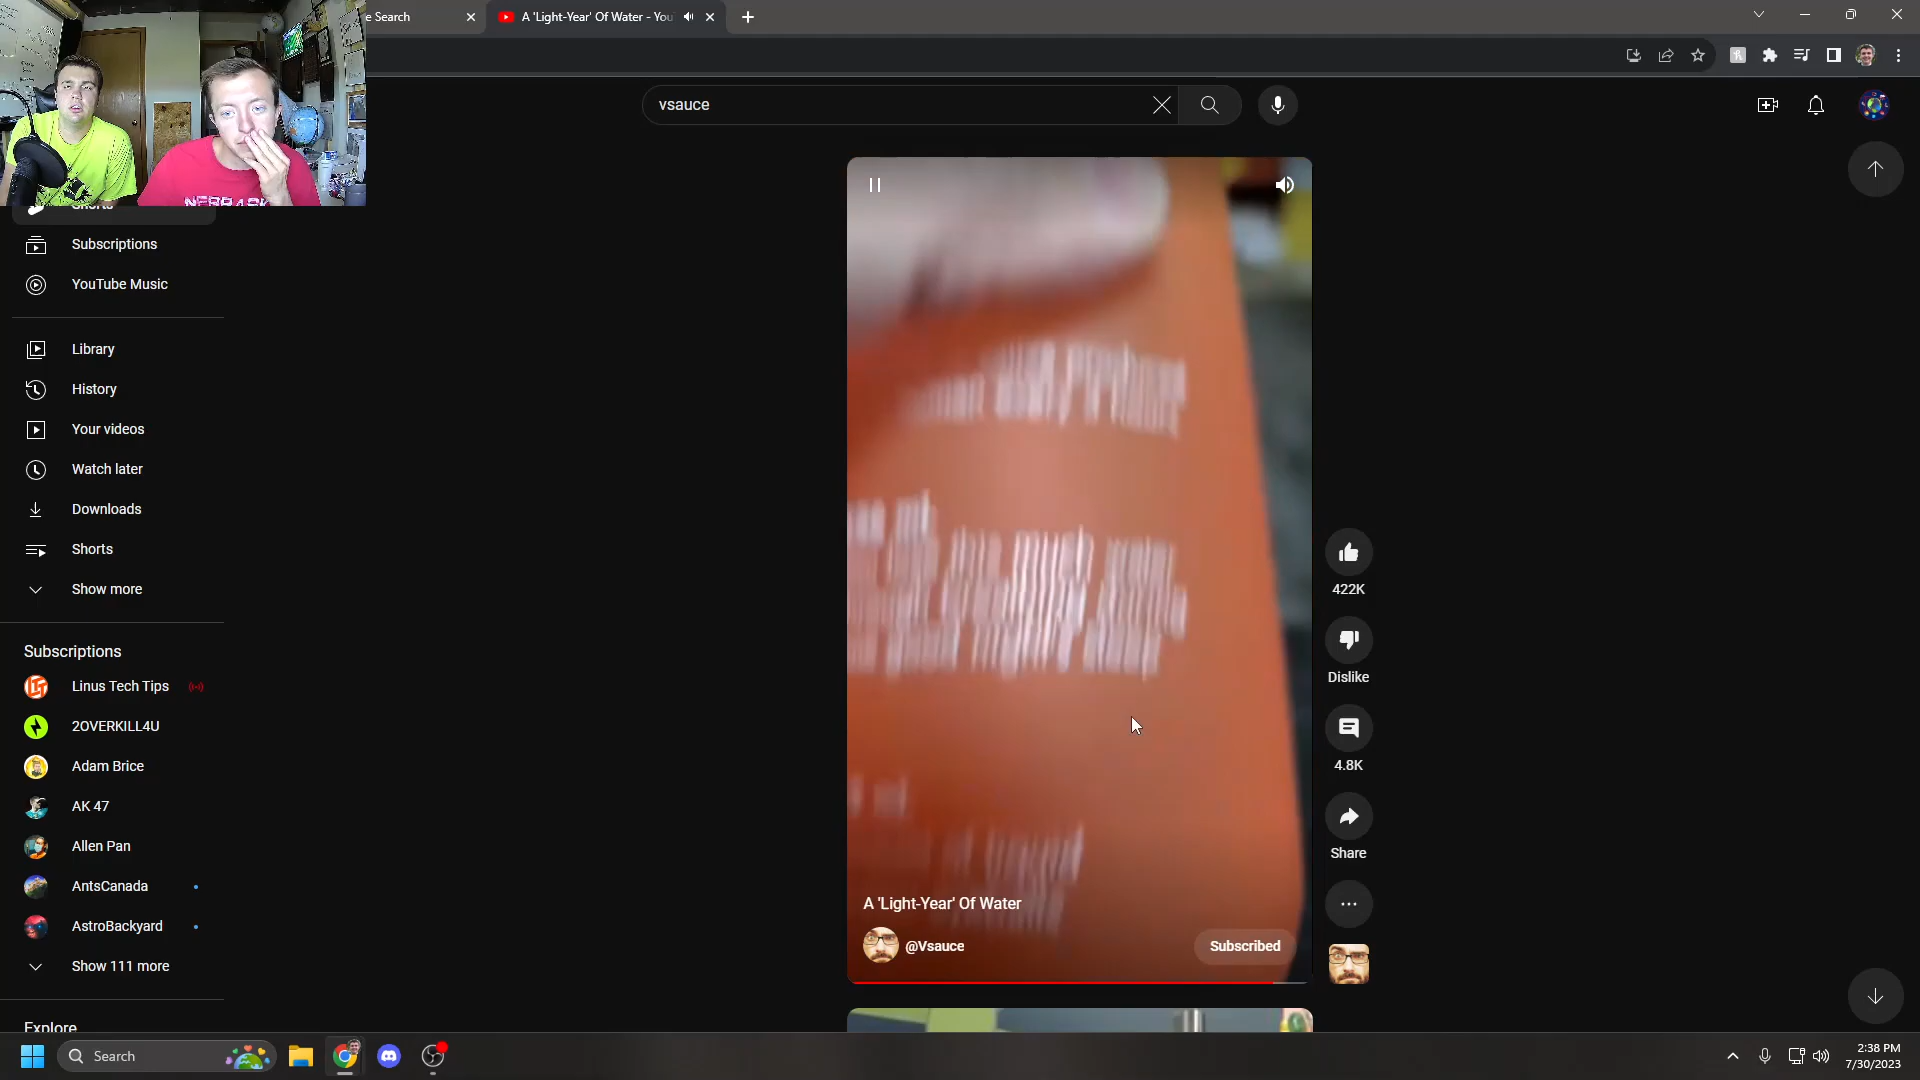 e Search
A 'Light-Year' Of Water - You
vsauce
NEBRASK
Shorts
Subscriptions
YouTube Music
Library
History
Your videos
Watch later
Downloads
Shorts
Show more
Subscriptions
Linus Tech Tips
2OVERKILL4U
Adam Brice
AK 47
Allen Pan
AntsCanada
AstroBackyard
Show 111 more
Explore
422K
Dislike
4.8K
Share
A 'Light-Year' Of Water
@Vsauce
Subscribed
Search
2:38 PM
7/30/2023